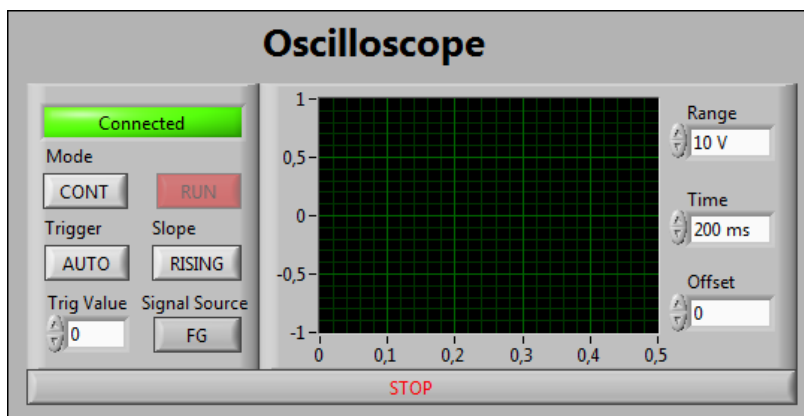 Oscilloscope
Connected
Mode
CONT RUN
Trigger Slope
AUTO RISING
Trig Value Signal Source
0 FG
1
0,5
0
-0,5
-1
0 0,1 0,2 0,3 0,4 0,5
Range
10 V
Time
200 ms
Offset
0
STOP